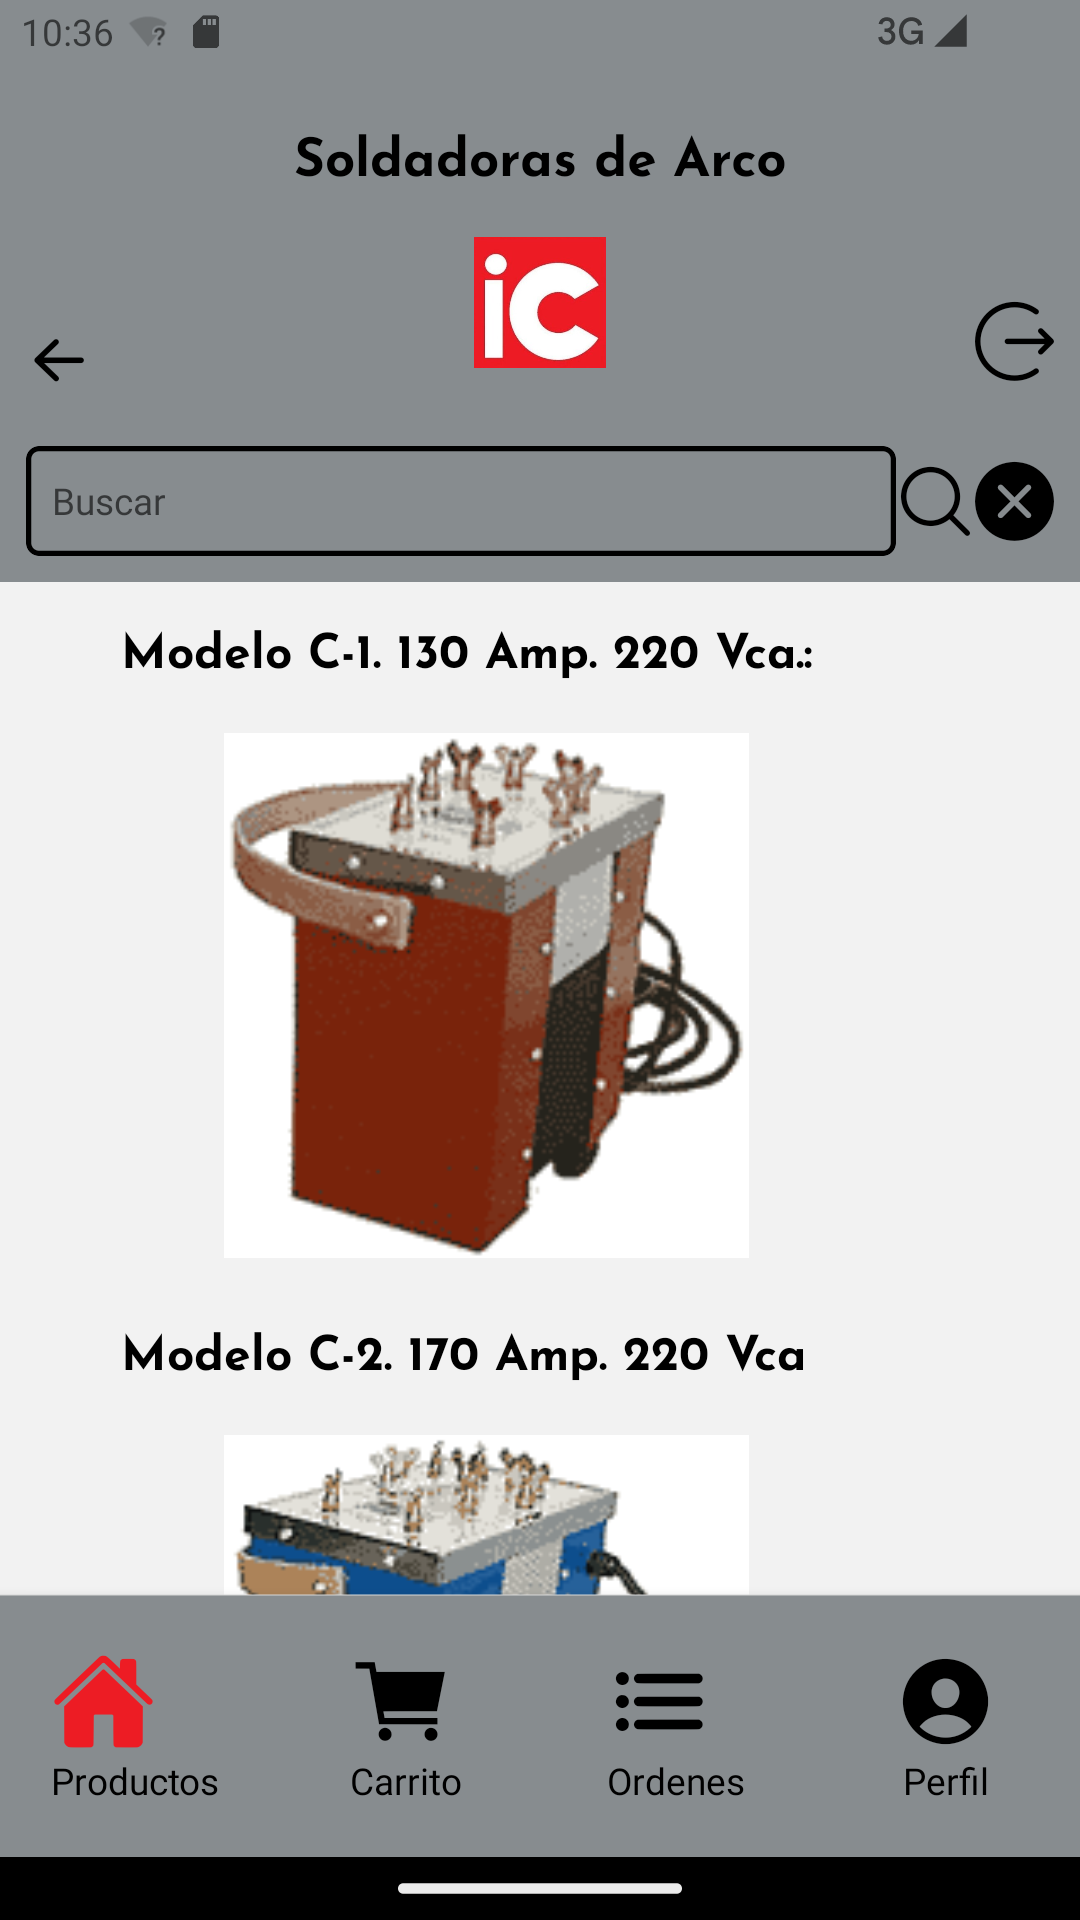 10:36
3G
Soldadoras de Arco
iC
Buscar
Modelo C-1. 130 Amp. 220 Vca.:
Modelo C-2. 170 Amp. 220 Vca
Productos
Carrito
Ordenes
Perfil